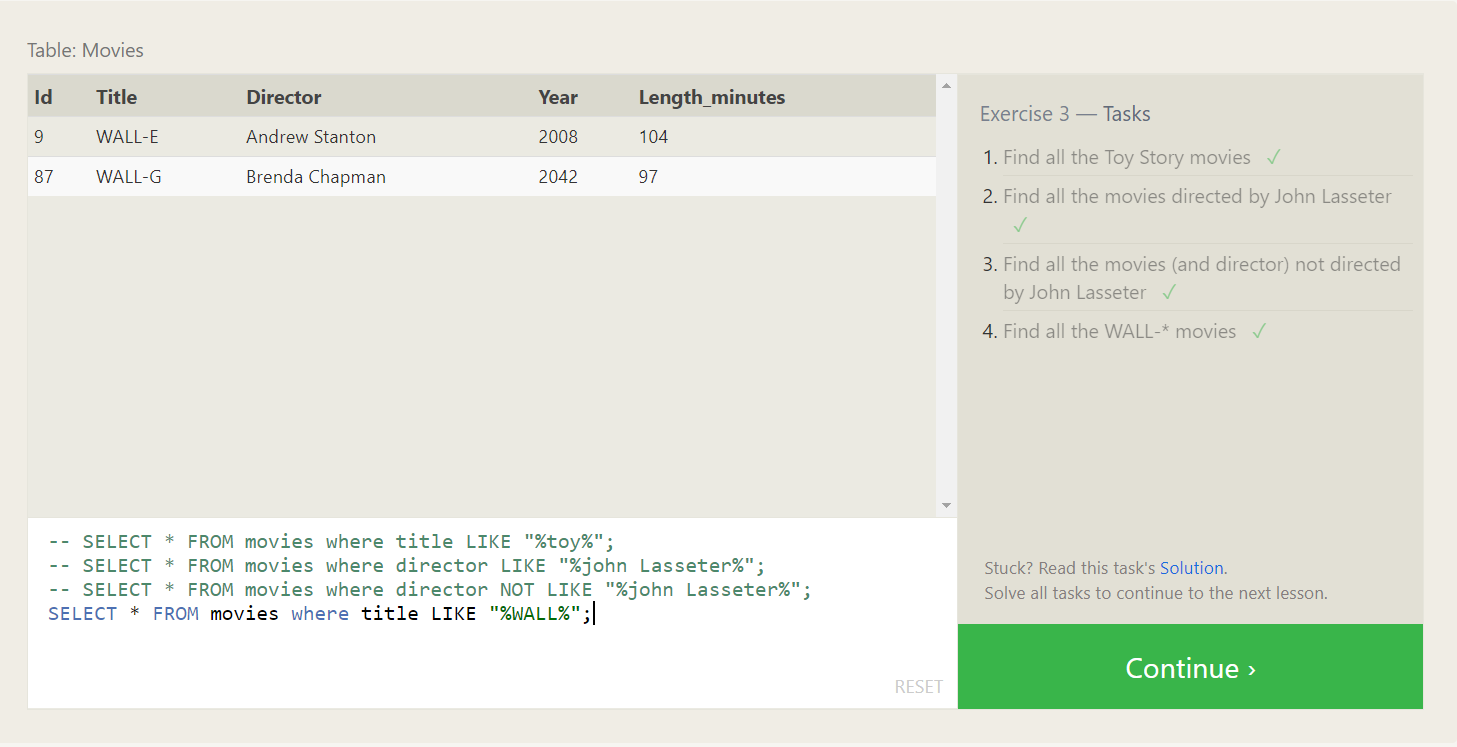 Table: Movies
Id Title Director Year Length_minutes
9 WALL-E Andrew Stanton 2008 104
87 WALL-G Brenda Chapman 2042 97
-- SELECT * FROM movies where title LIKE "%toy%";
-- SELECT * FROM movies where director LIKE "%john Lasseter%";
-- SELECT * FROM movies where director NOT LIKE "%john Lasseter%";
SELECT * FROM movies where title LIKE "%WALL%";
RESET
Exercise 3 — Tasks
1. Find all the Toy Story movies ✓
2. Find all the movies directed by John Lasseter
✓
3. Find all the movies (and director) not directed
by John Lasseter ✓
4. Find all the WALL-* movies ✓
Stuck? Read this task's Solution.
Solve all tasks to continue to the next lesson.
Continue ›